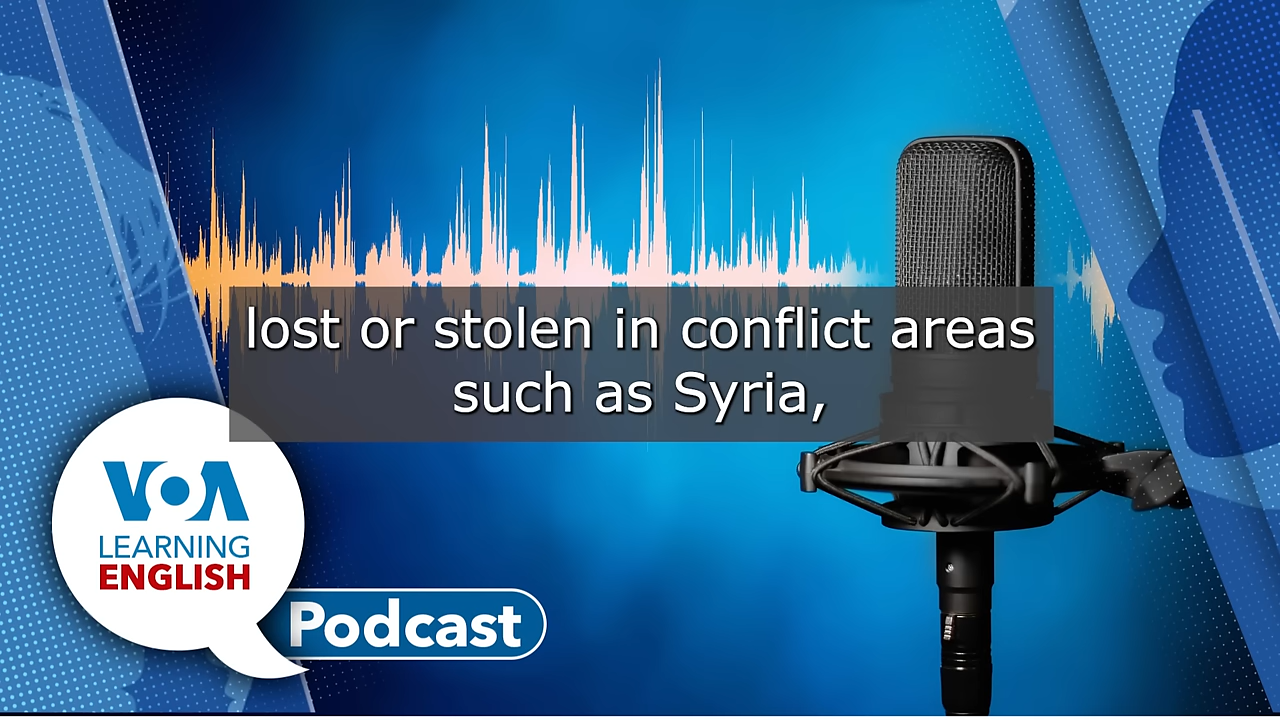 lost or stolen in conflict areas
such as Syria,
VOA
LEARNING
ENGLISH
Podcast